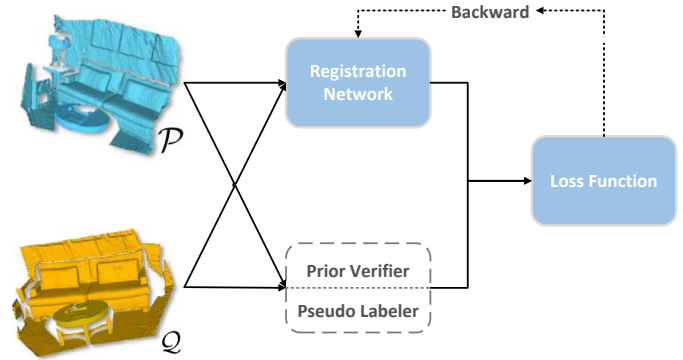 Backward
Registration
Network
𝒫
Loss Function
Prior Verifier
Pseudo Labeler
𝒬